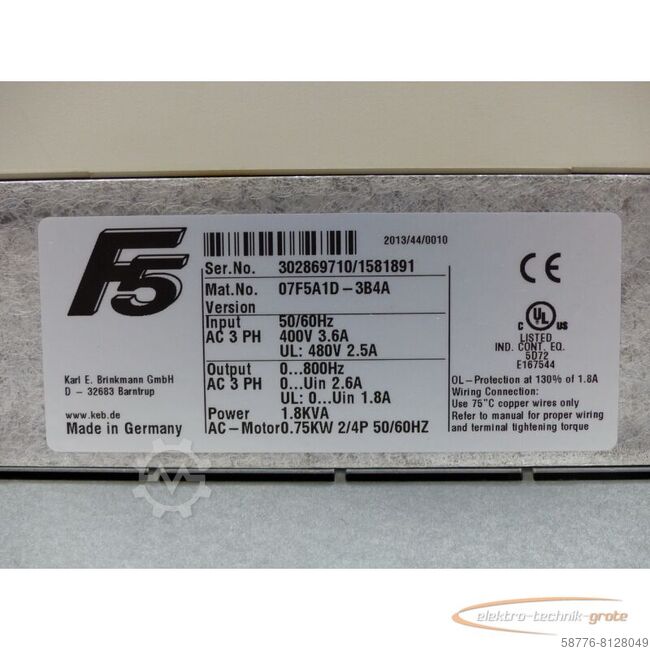 F5
2013/44/0010
Ser.No. 302869710/1581891
Mat.No. 07F5A1D-3B4A
Version
Input 50/60Hz
AC 3 PH 400V 3.6A
UL: 480V 2.5A
Output 0...800Hz
AC 3 PH 0...Uin 2.6A
UL: 0...Uin 1.8A
Power 1.8KVA
AC-Motor 0.75KW 2/4P 50/60HZ
Karl E. Brinkmann GmbH
D - 32683 Barntrup
www.keb.de
Made in Germany
CE
C UL US
LISTED
IND. CONT. EQ.
5D72
E167544
OL-Protection at 130% of 1.8A
Wiring Connection:
Use 75°C copper wires only
Refer to manual for proper wiring
and terminal tightening torque
elektro-technik-grote
58776-8128049